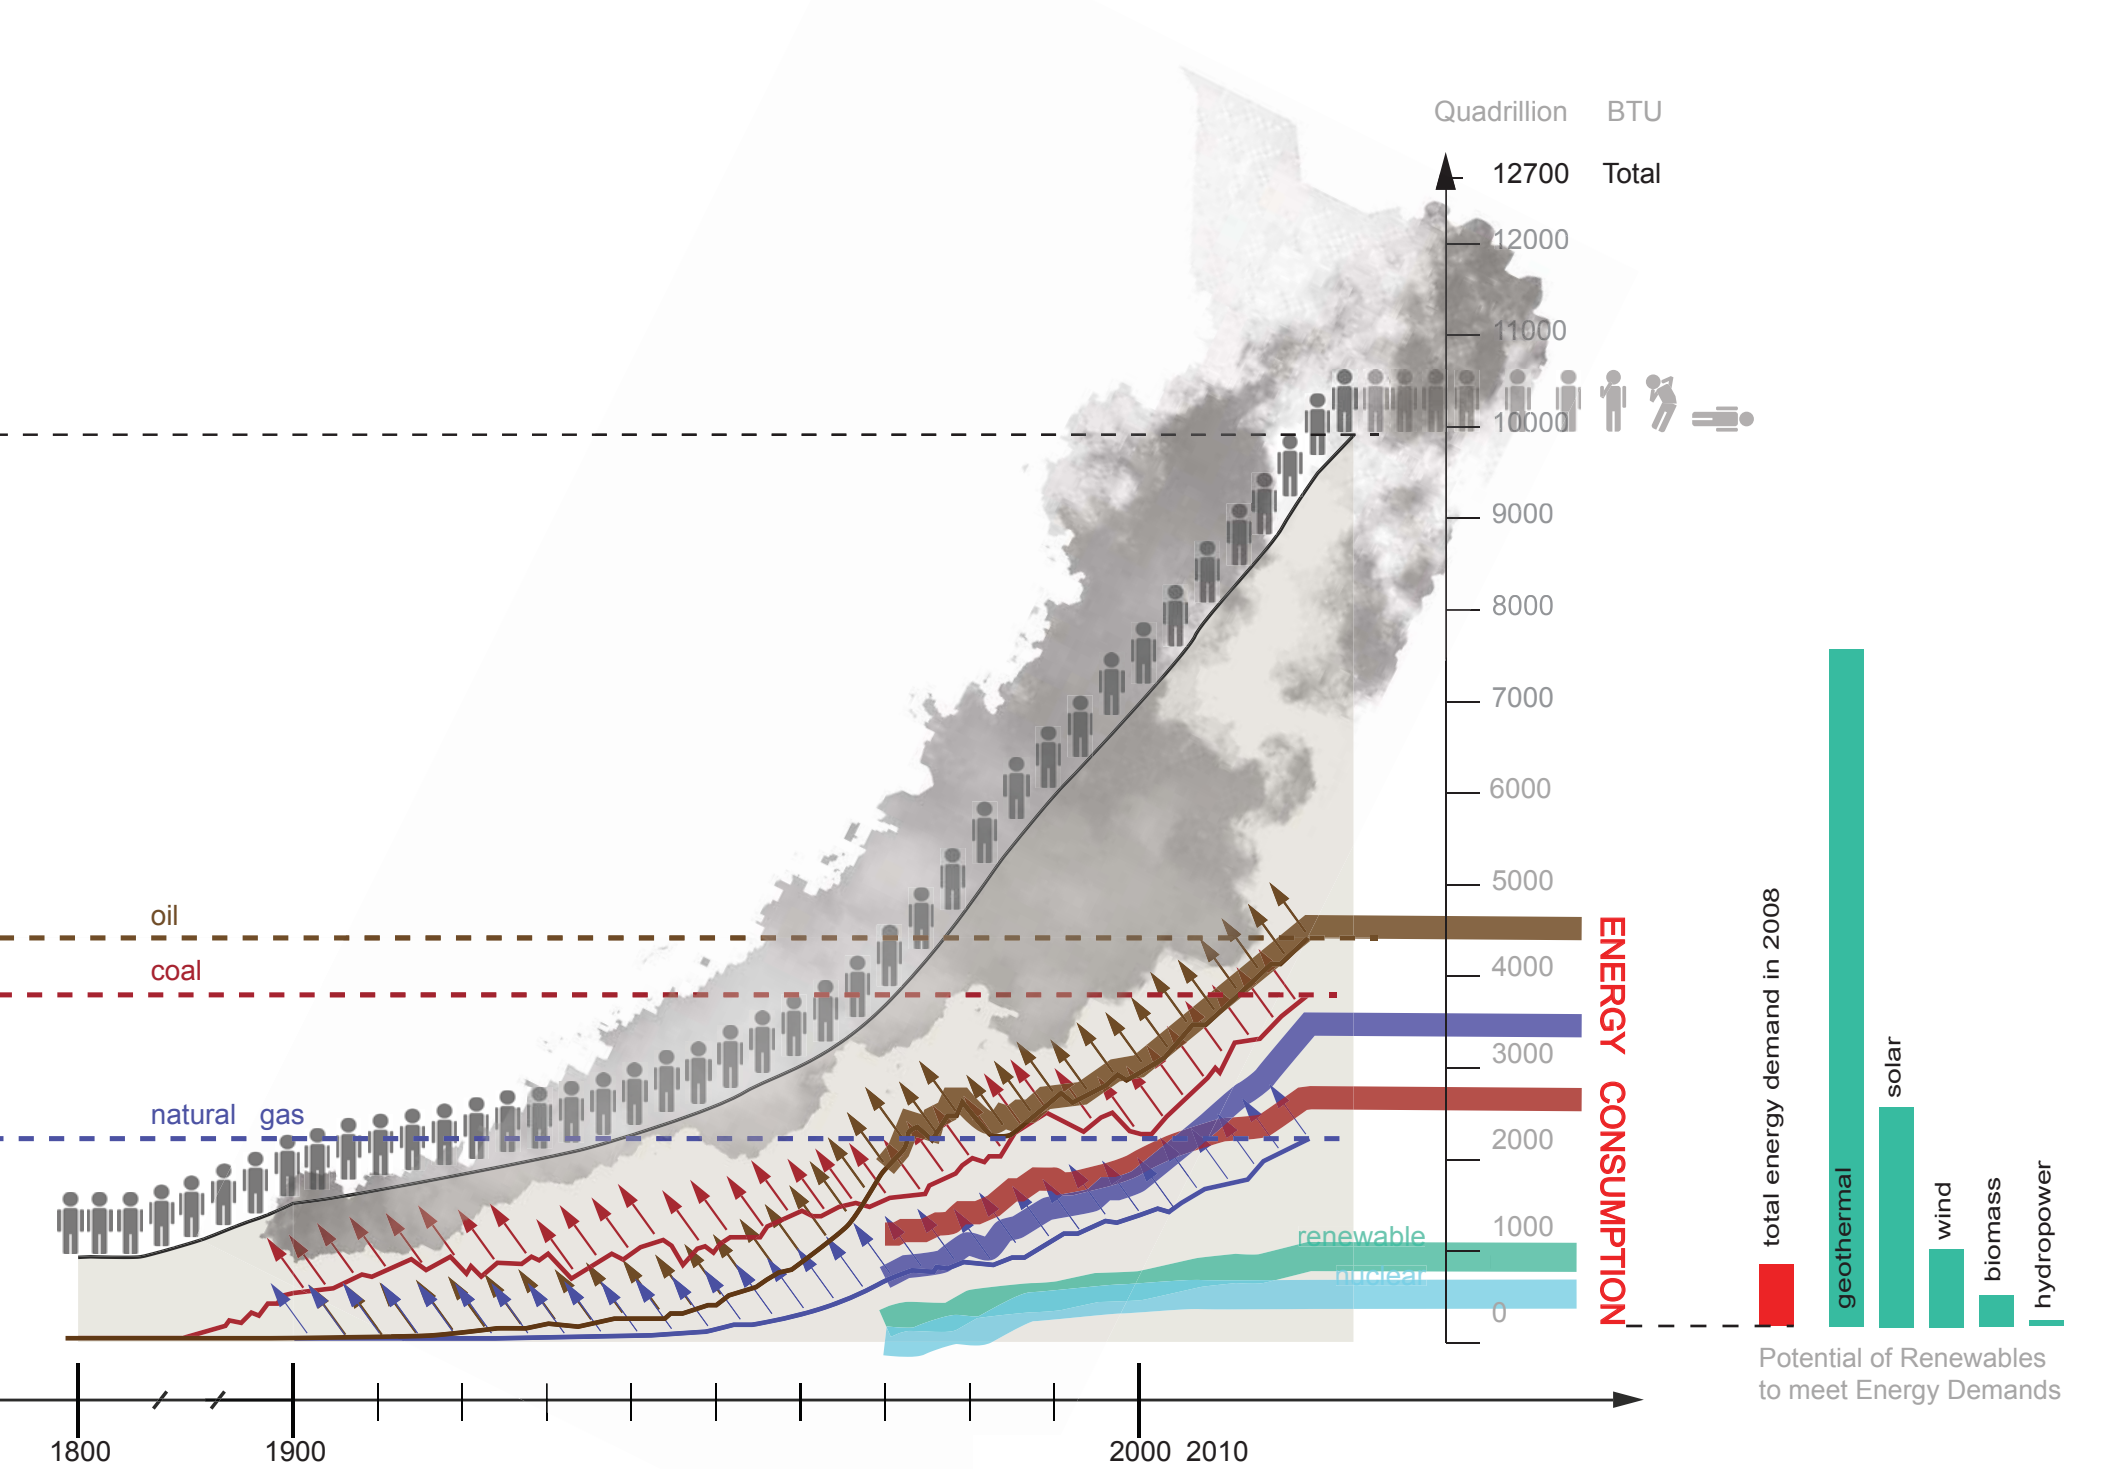 Quadrillion BTU
12700 Total
12000
11000
10000
9000
8000
7000
6000
5000
4000
3000
2000
1000
0
oil
coal
natural gas
renewable
nuclear
ENERGY CONSUMPTION
total energy demand in 2008
geothermal
solar
wind
biomass
hydropower
Potential of Renewables
to meet Energy Demands
1800
1900
2000
2010